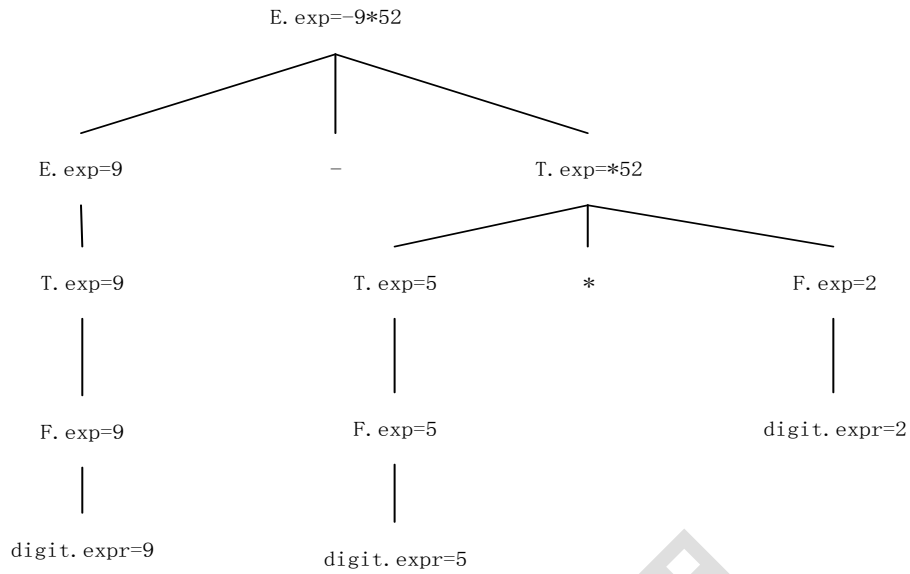 E.exp=-9*52
E.exp=9 - T.exp=*52
T.exp=9 T.exp=5 * F.exp=2
F.exp=9 F.exp=5 digit.expr=2
digit.expr=9 digit.expr=5